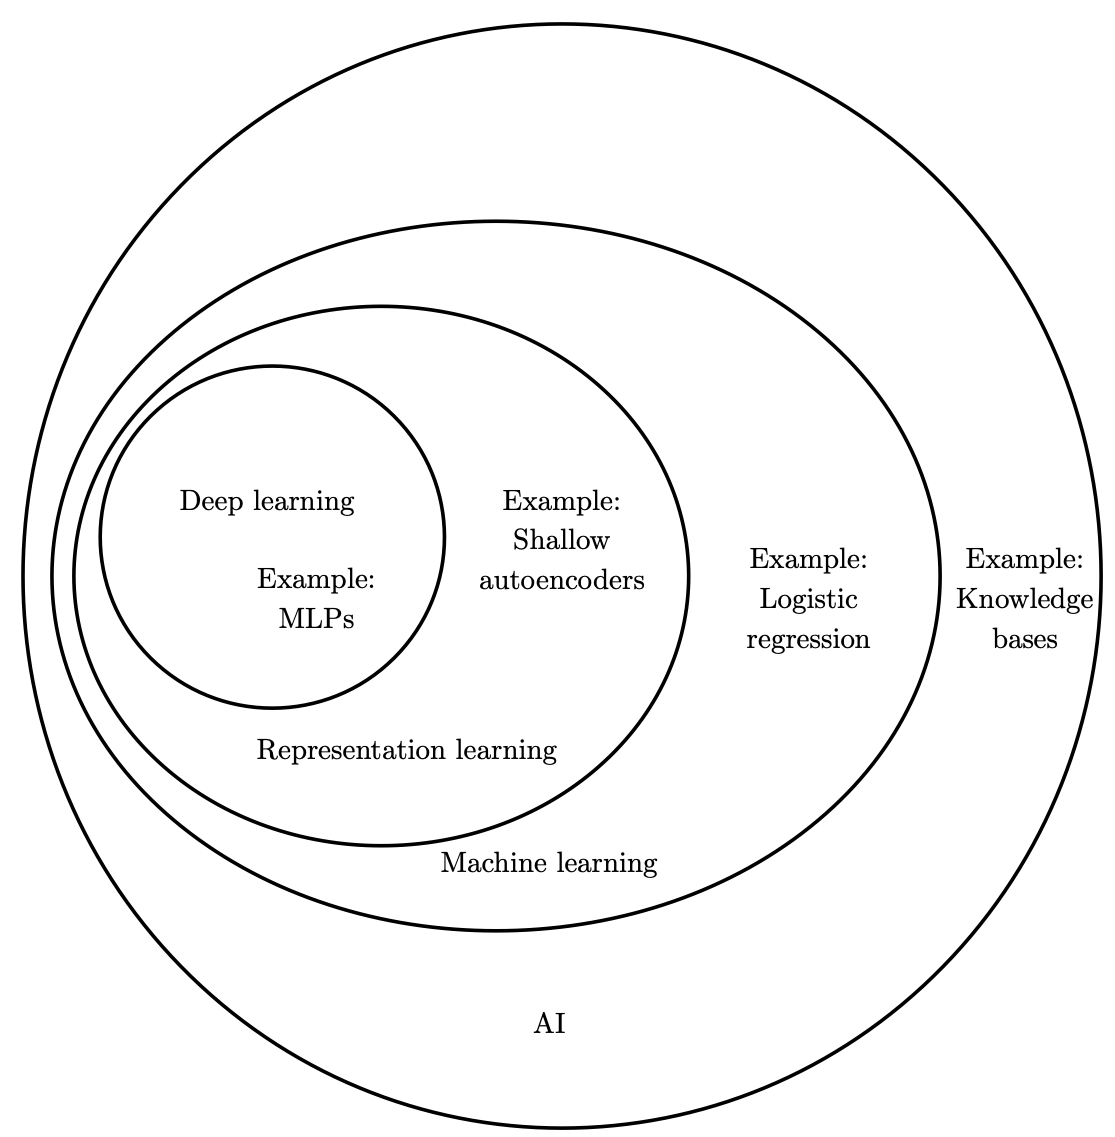 Deep learning
Example:
MLPs
Example:
Shallow
autoencoders
Example:
Logistic
regression
Example:
Knowledge
bases
Representation learning
Machine learning
AI